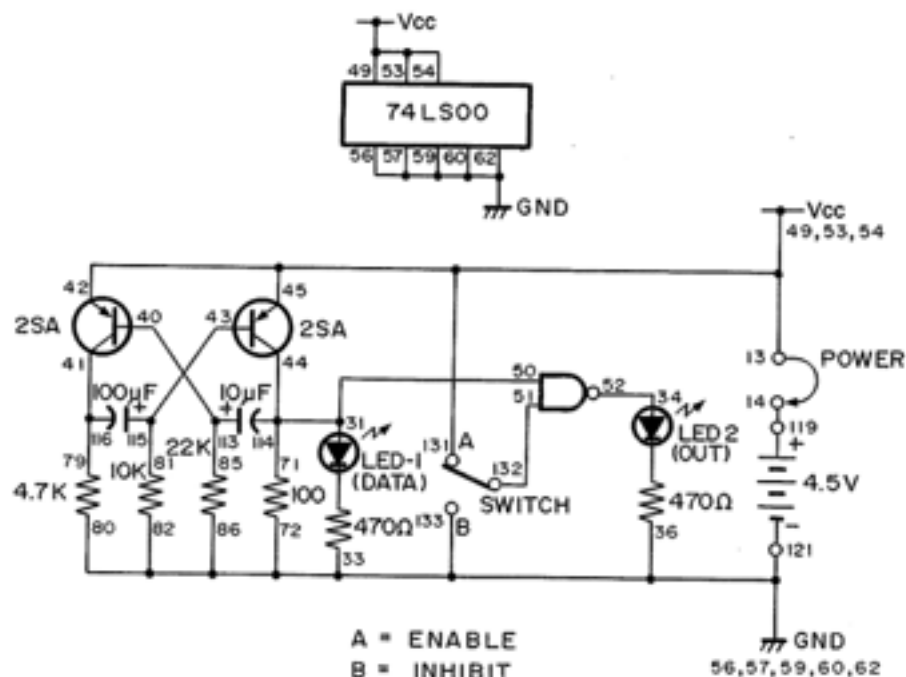 Vcc
49 53 54
74LS00
56 57 59 60 62
GND
Vcc
49,53,54
42
45
2SA
40
43
2SA
41
44
13
POWER
14
100µF
+
10µF
+
116
115
22K
113
114
31
LED-1
(DATA)
131
A
132
SWITCH
133
B
50
51
52
34
LED 2
(OUT)
119
+
4.5V
-
121
79
4.7K
80
10K
81
82
85
86
71
100
72
470Ω
33
470Ω
36
GND
56,57,59,60,62
A = ENABLE
B = INHIBIT